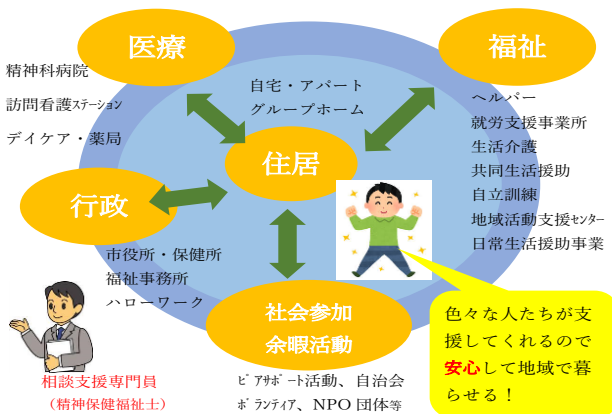 医療
福祉
精神科病院
訪問看護ｽﾃｰｼｮﾝ
デイケア・薬局
自宅・アパート
グループホーム
ヘルパー
就労支援事業所
生活介護
共同生活援助
自立訓練
地域活動支援ｾﾝﾀｰ
日常生活援助事業
住居
行政
市役所・保健所
福祉事務所
ハローワーク
社会参加
余暇活動
色々な人たちが支
援してくれるので
安心して地域で暮
らせる！
相談支援専門員
（精神保健福祉士）
ﾋﾟｱｻﾎﾟｰﾄ活動、自治会
ﾎﾞﾗﾝﾃｨｱ、NPO 団体等